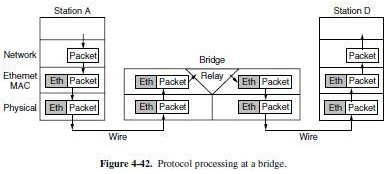 Station A
Station D
Network
Packet
Bridge
Packet
Ethernet
MAC
Eth Packet
Eth Packet
Relay
Eth Packet
Eth Packet
Physical
Eth Packet
Eth Packet
Eth Packet
Eth Packet
Wire
Wire
Figure 4-42. Protocol processing at a bridge.